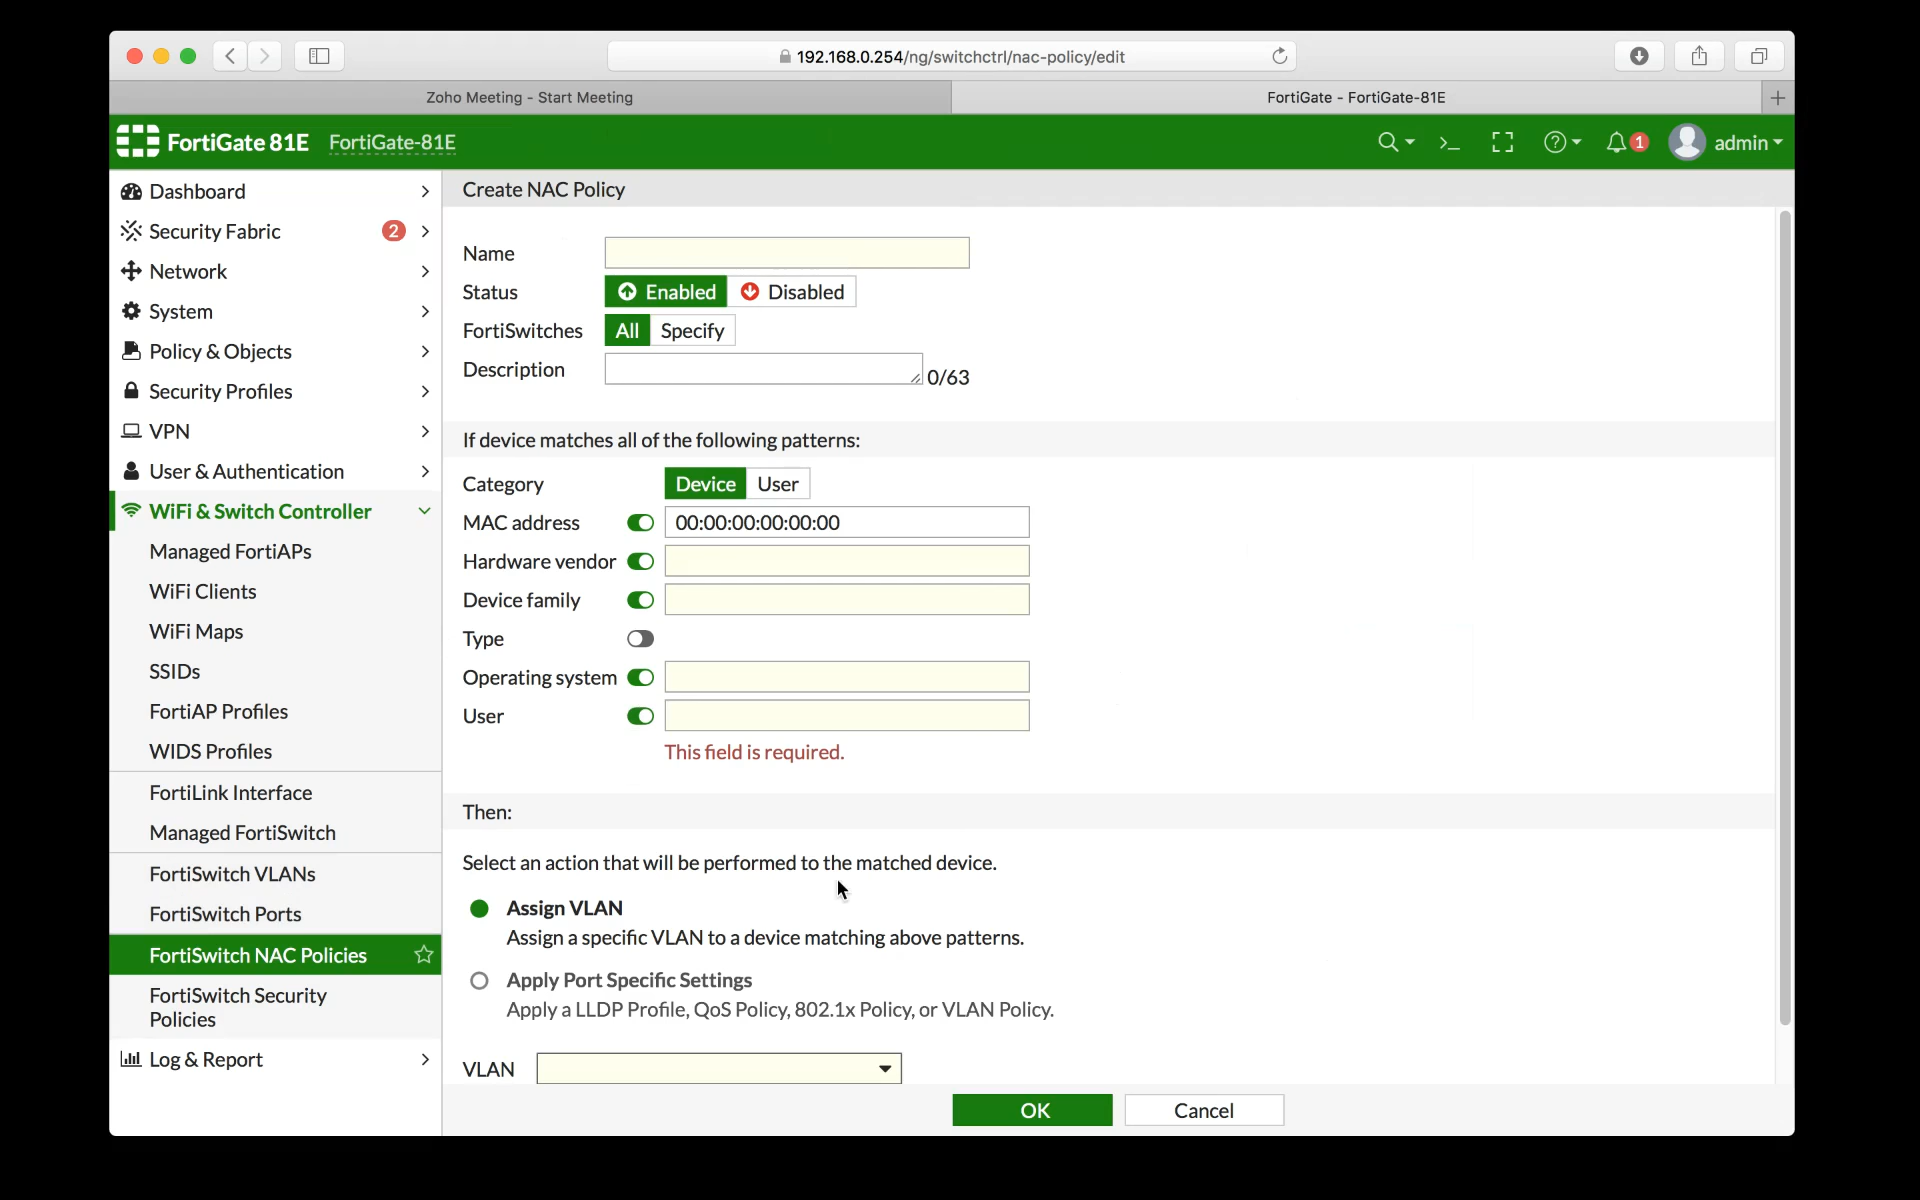 192.168.0.254/ng/switchctrl/nac-policy/edit
Zoho Meeting - Start Meeting
FortiGate - FortiGate-81E
FortiGate 81E FortiGate-81E
1 admin
Dashboard
Security Fabric 2
Network
System
Policy & Objects
Security Profiles
VPN
User & Authentication
WiFi & Switch Controller
Managed FortiAPs
WiFi Clients
WiFi Maps
SSIDs
FortiAP Profiles
WIDS Profiles
FortiLink Interface
Managed FortiSwitch
FortiSwitch VLANs
FortiSwitch Ports
FortiSwitch NAC Policies
FortiSwitch Security
Policies
Log & Report
Create NAC Policy
Name
Status Enabled Disabled
FortiSwitches All Specify
Description 0/63
If device matches all of the following patterns:
Category Device User
MAC address 00:00:00:00:00:00
Hardware vendor
Device family
Type
Operating system
User
This field is required.
Then:
Select an action that will be performed to the matched device.
Assign VLAN
Assign a specific VLAN to a device matching above patterns.
Apply Port Specific Settings
Apply a LLDP Profile, QoS Policy, 802.1x Policy, or VLAN Policy.
VLAN
OK Cancel